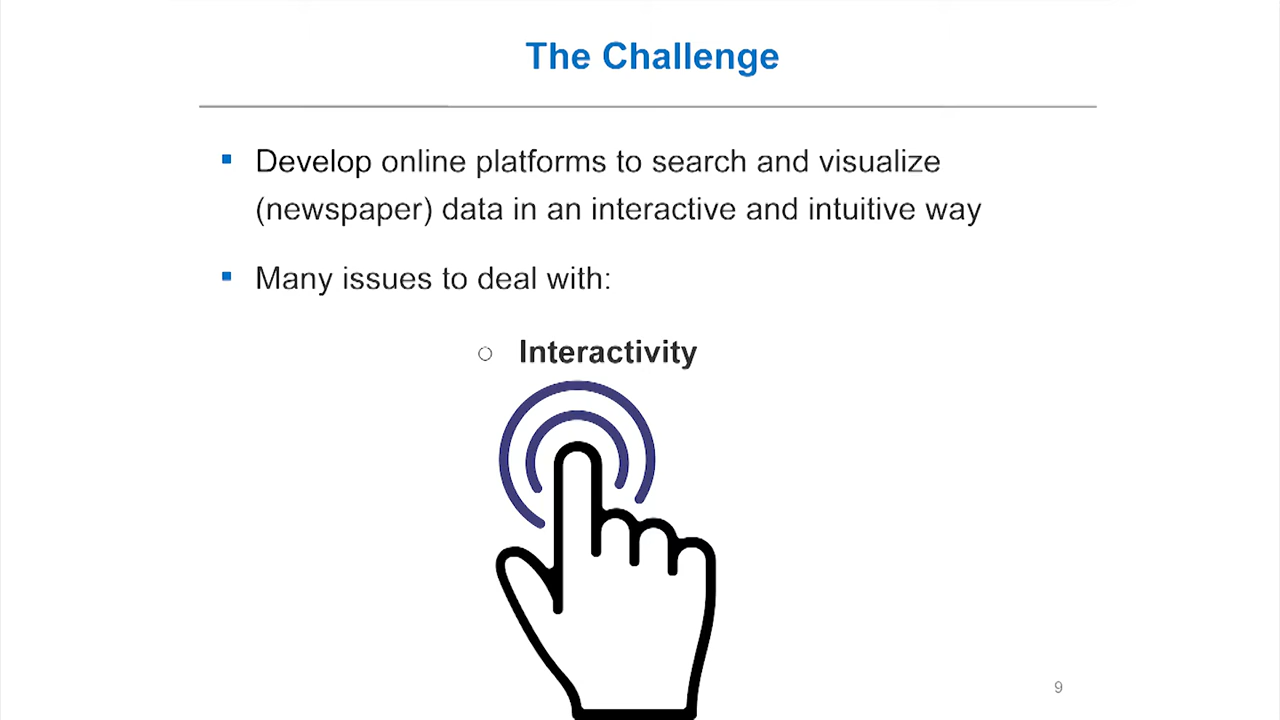 The Challenge
▪ Develop online platforms to search and visualize
(newspaper) data in an interactive and intuitive way
▪ Many issues to deal with:
○ Interactivity
9